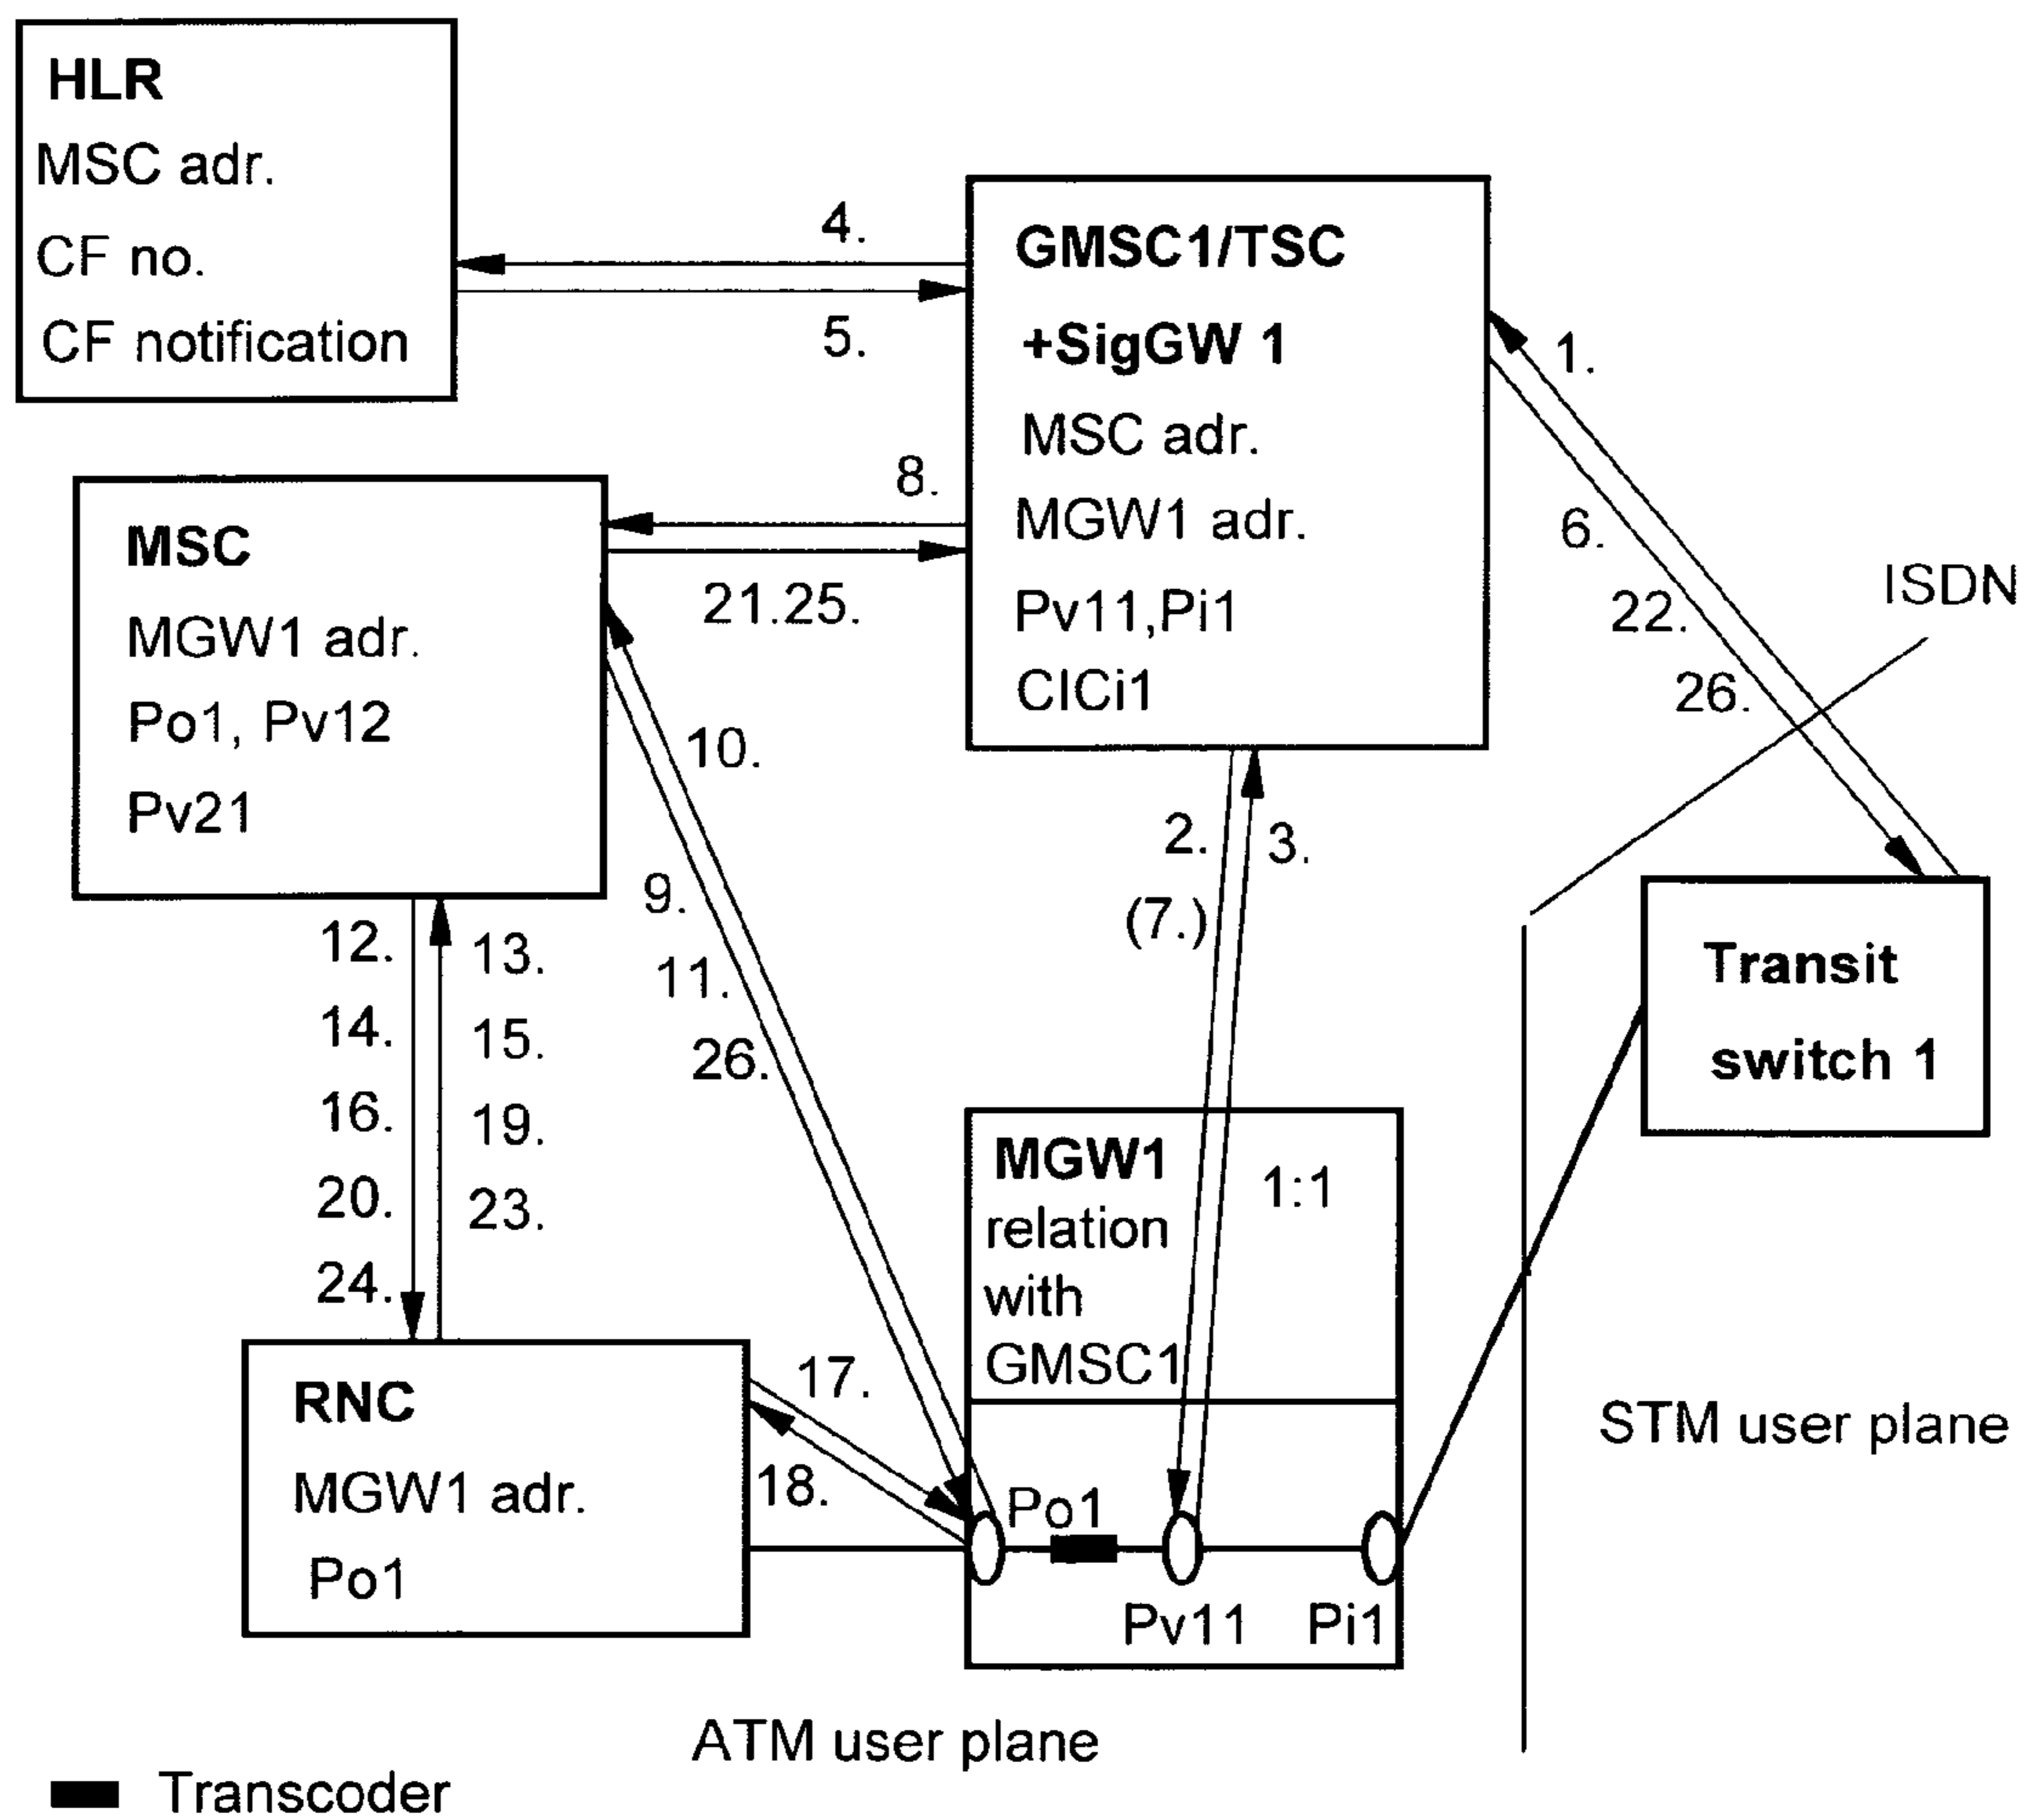 HLR
MSC adr.
CF no.
CF notification
4.
5.
GMSC1/TSC
+SigGW 1
MSC adr.
MGW1 adr.
Pv11,Pi1
CICi1
1.
6.
22.
26.
ISDN
8.
21.25.
MSC
MGW1 adr.
Po1, Pv12
Pv21
10.
9.
11.
26.
2.
3.
(7.)
12.
13.
14.
15.
16.
19.
20.
23.
24.
Transit
switch 1
MGW1
1:1
relation
with
GMSC1
RNC
MGW1 adr.
Po1
17.
18.
Po1
Pv11
Pi1
STM user plane
ATM user plane
Transcoder